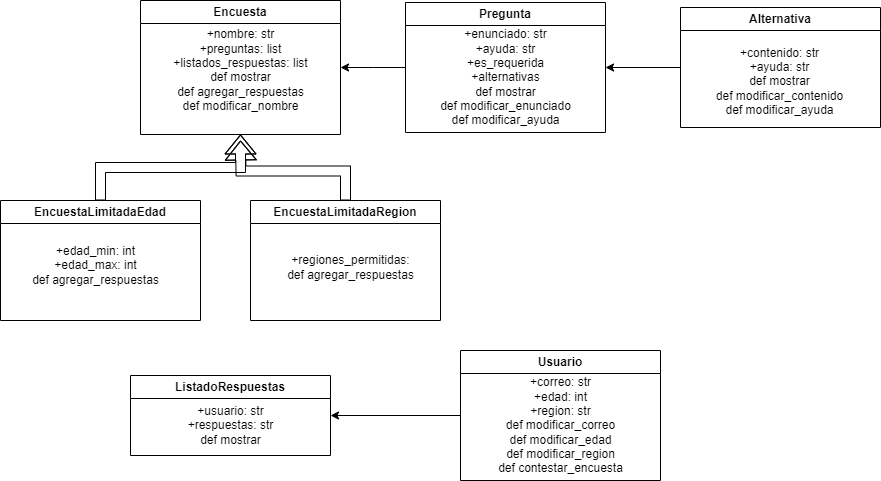 Encuesta
+nombre: str
+preguntas: list
+listados_respuestas: list
def mostrar
def agregar_respuestas
def modificar_nombre
Pregunta
+enunciado: str
+ayuda: str
+es_requerida
+alternativas
def mostrar
def modificar_enunciado
def modificar_ayuda
Alternativa
+contenido: str
+ayuda: str
def mostrar
def modificar_contenido
def modificar_ayuda
EncuestaLimitadaEdad
+edad_min: int
+edad_max: int
def agregar_respuestas
EncuestaLimitadaRegion
+regiones_permitidas:
def agregar_respuestas
ListadoRespuestas
+usuario: str
+respuestas: str
def mostrar
Usuario
+correo: str
+edad: int
+region: str
def modificar_correo
def modificar_edad
def modificar_region
def contestar_encuesta